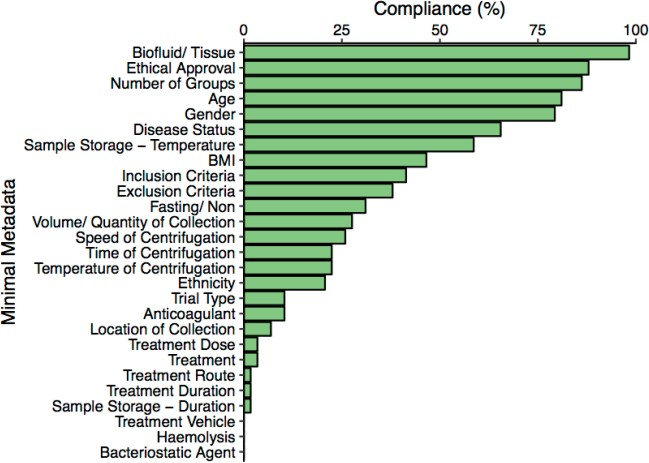 Compliance (%)
0 25 50 75 100
Minimal Metadata
Biofluid/ Tissue
Ethical Approval
Number of Groups
Age
Gender
Disease Status
Sample Storage − Temperature
BMI
Inclusion Criteria
Exclusion Criteria
Fasting/ Non
Volume/ Quantity of Collection
Speed of Centrifugation
Time of Centrifugation
Temperature of Centrifugation
Ethnicity
Trial Type
Anticoagulant
Location of Collection
Treatment Dose
Treatment
Treatment Route
Treatment Duration
Sample Storage − Duration
Treatment Vehicle
Haemolysis
Bacteriostatic Agent